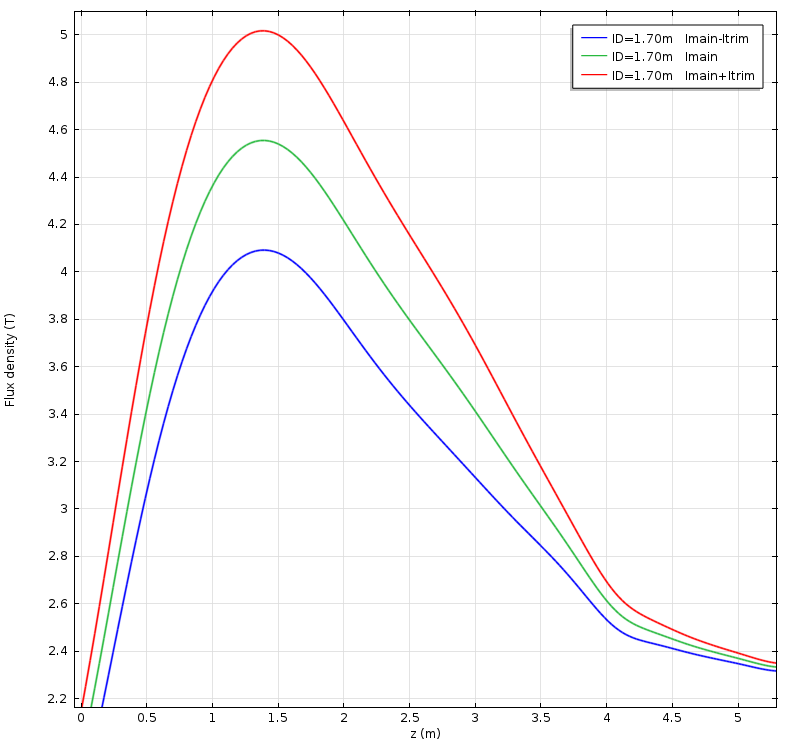 ID=1.70m Imain-Itrim
ID=1.70m Imain
ID=1.70m Imain+Itrim
Flux density (T)
5
4.8
4.6
4.4
4.2
4
3.8
3.6
3.4
3.2
3
2.8
2.6
2.4
2.2
0 0.5 1 1.5 2 2.5 3 3.5 4 4.5 5
z (m)